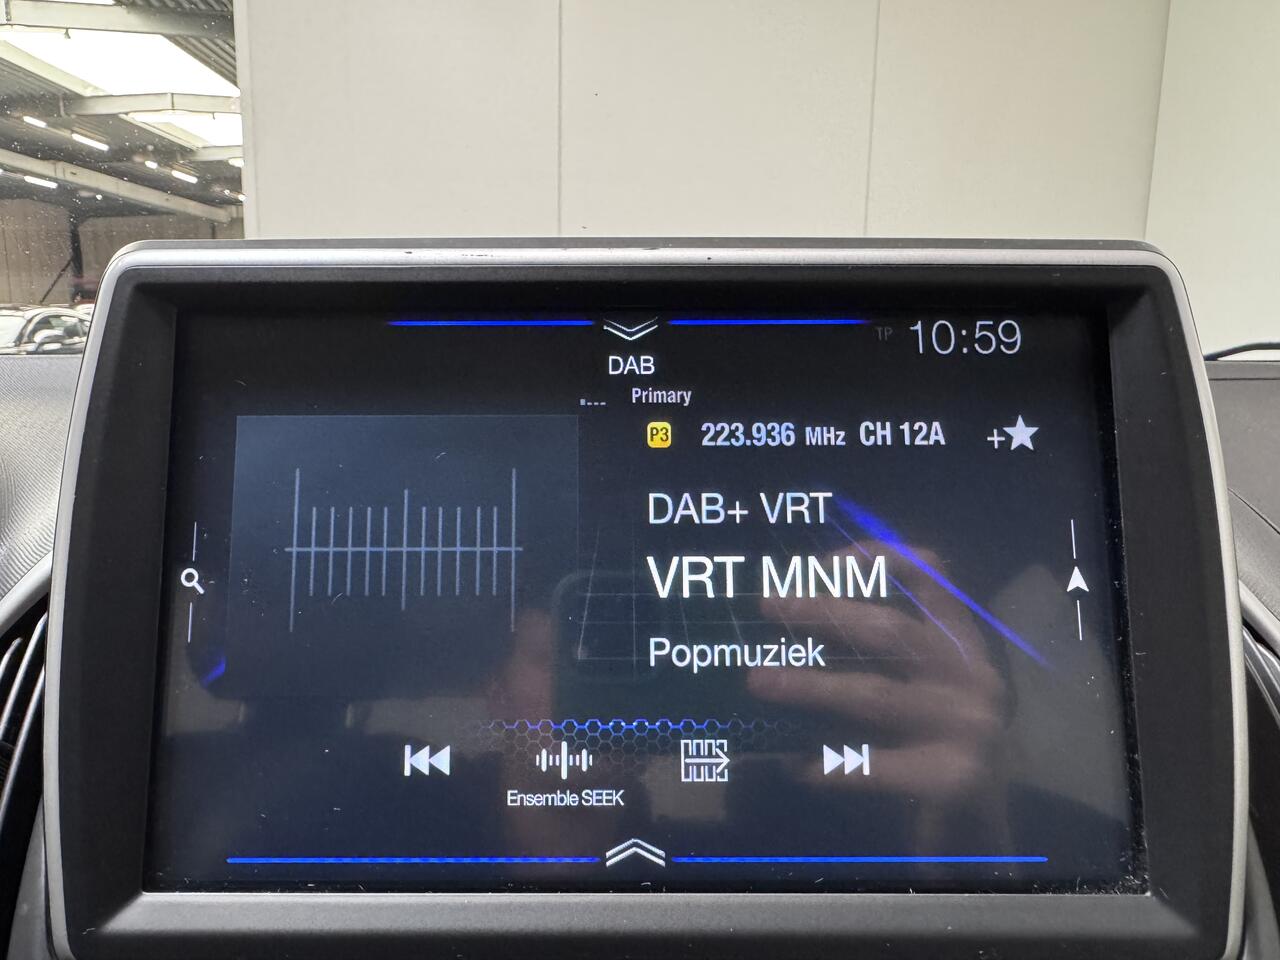 TP 10:59
DAB
Primary
P3 223.936 MHz CH 12A +
DAB+ VRT
VRT MNM
Popmuziek
Ensemble SEEK